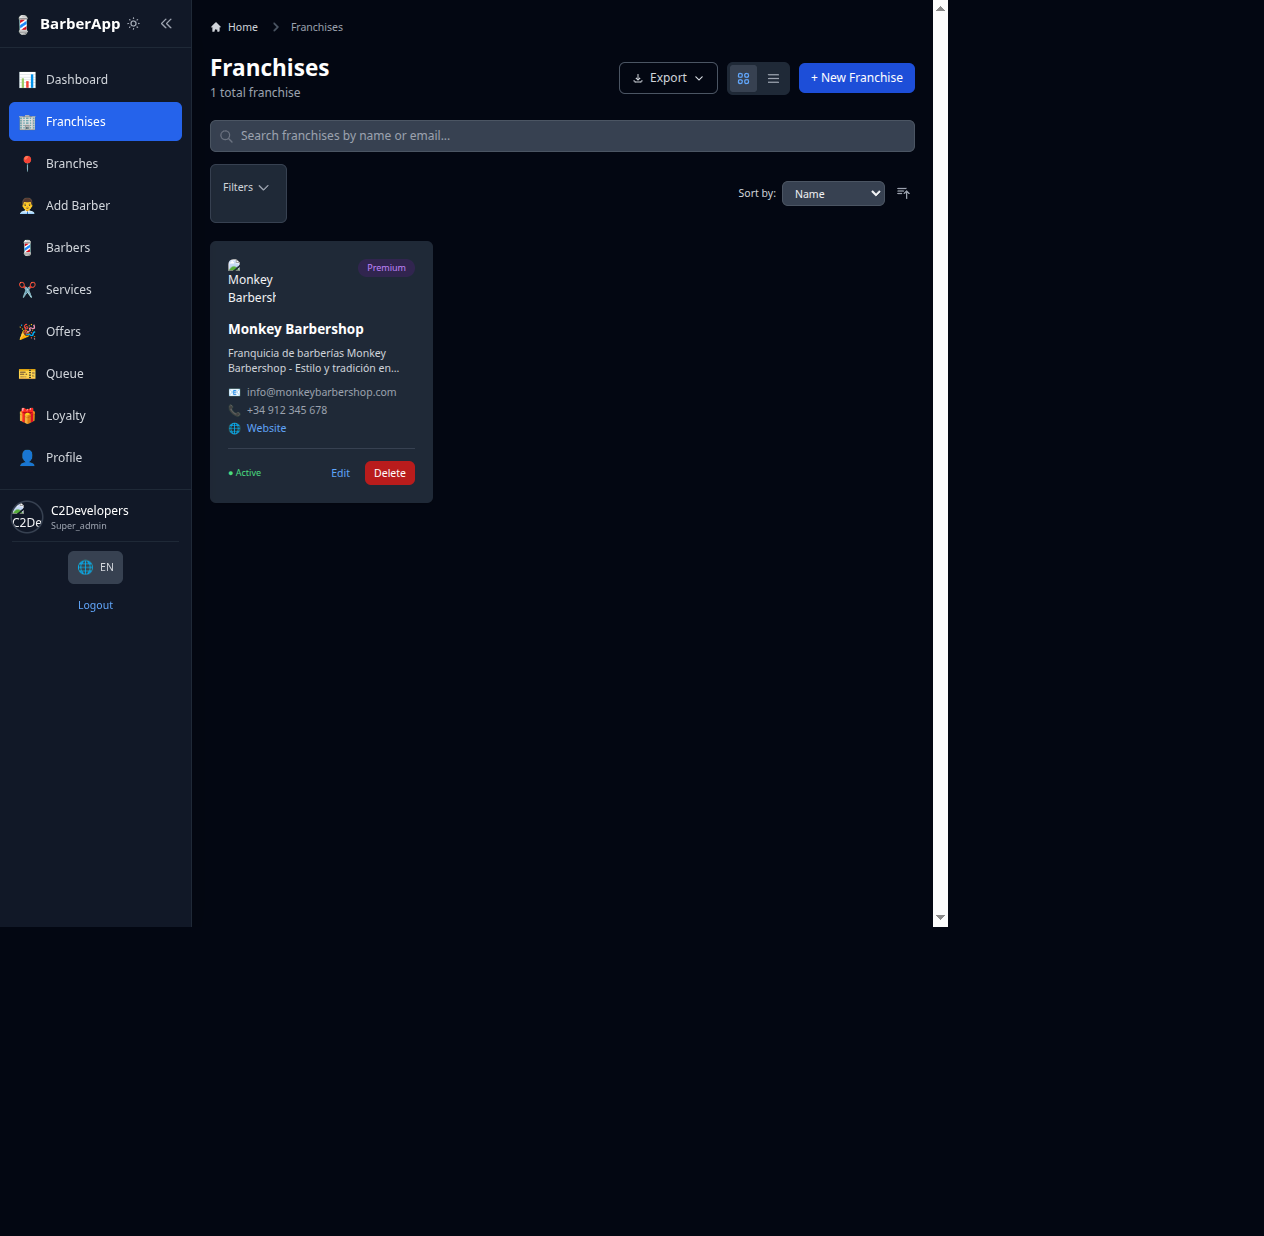 BarberApp
Dashboard
Franchises
Branches
Add Barber
Barbers
Services
Offers
Queue
Loyalty
Profile
C2De
C2Developers
Super_admin
EN
Logout
Home
Franchises
Franchises
1 total franchise
Export
+ New Franchise
Search franchises by name or email...
Filters
Sort by:
Name
Monkey
Barbersh
Premium
Monkey Barbershop
Franquicia de barberías Monkey
Barbershop - Estilo y tradición en...
info@monkeybarbershop.com
+34 912 345 678
Website
● Active
Edit
Delete